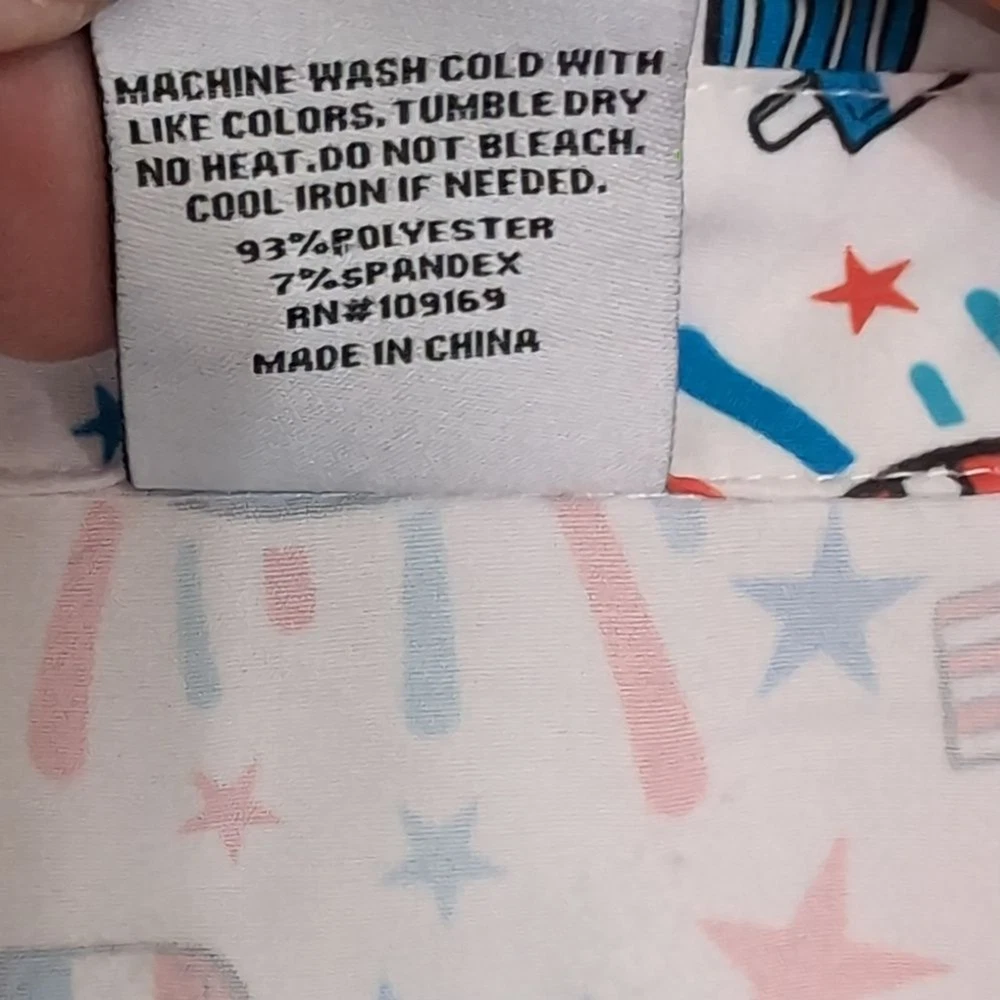 MACHINE WASH COLD WITH
LIKE COLORS. TUMBLE DRY
NO HEAT. DO NOT BLEACH.
COOL IRON IF NEEDED.
93% POLYESTER
7% SPANDEX
RN#109169
MADE IN CHINA